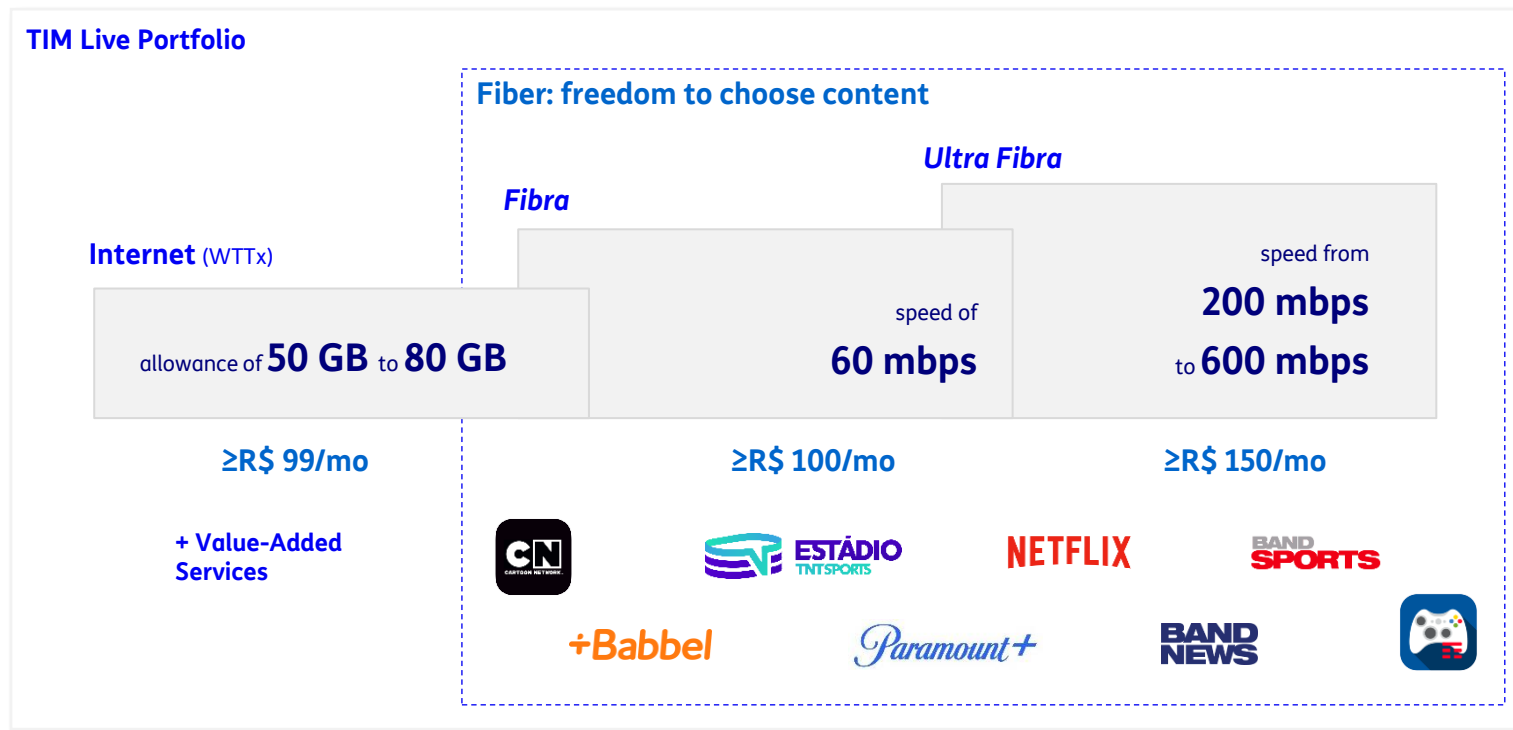 TIM Live Portfolio
Fiber: freedom to choose content
Ultra Fibra
Fibra
Internet (WTTx)
speed from
200 mbps
to 600 mbps
speed of
60 mbps
allowance of 50 GB to 80 GB
≥R$ 99/mo
≥R$ 100/mo
≥R$ 150/mo
+ Value-Added
Services
CN
CARTOON NETWORK.
ESTÁDIO
TNT SPORTS
NETFLIX
BAND
SPORTS
+Babbel
Paramount+
BAND
NEWS